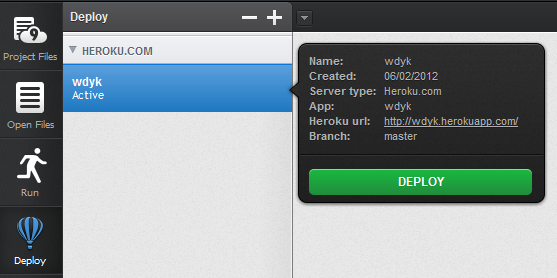 Project Files
Open Files
Run
Deploy
Deploy
HEROKU.COM
wdyk
Active
Name: wdyk
Created: 06/02/2012
Server type: Heroku.com
App: wdyk
Heroku url: http://wdyk.herokuapp.com/
Branch: master
DEPLOY